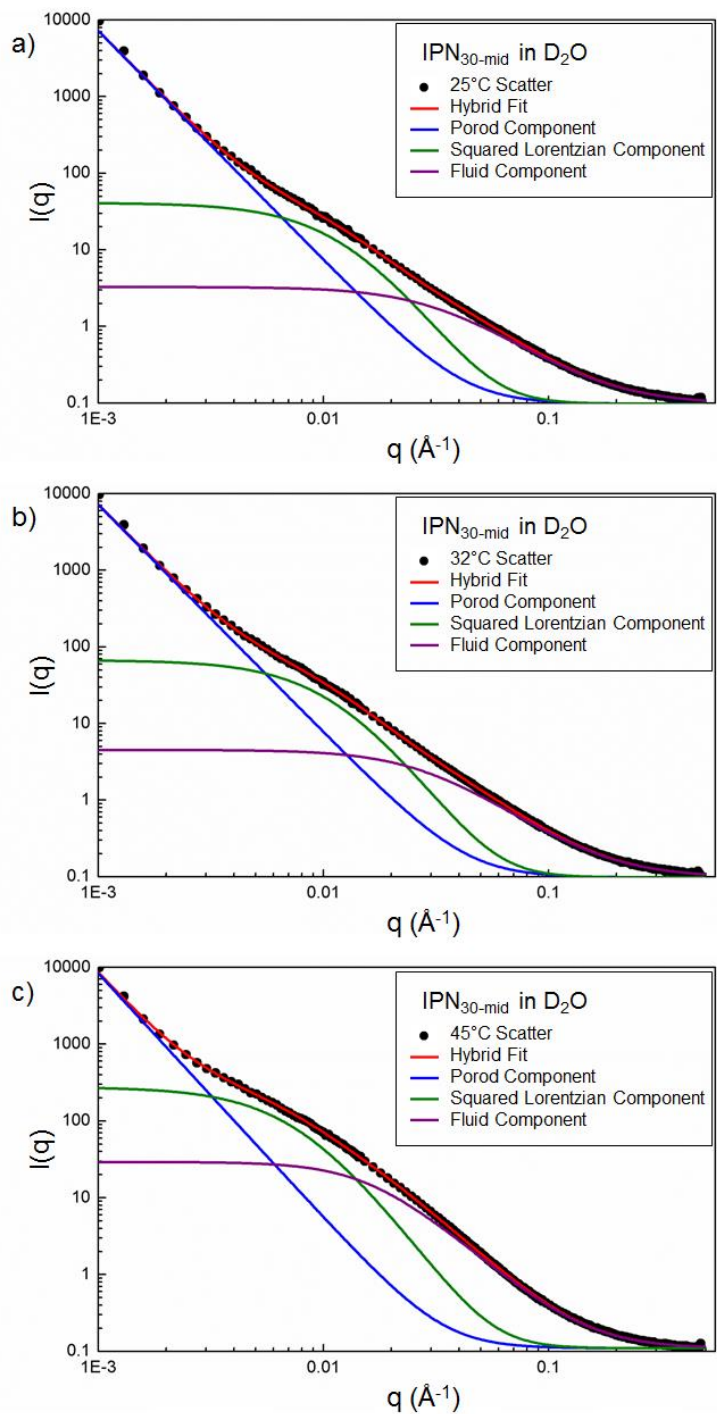 a)
10000
1000
100
10
1
0.1
I(q)
IPN30-mid in D2O
25°C Scatter
Hybrid Fit
Porod Component
Squared Lorentzian Component
Fluid Component
1E-3
0.01
0.1
q (Å-1)
b)
10000
1000
100
10
1
0.1
I(q)
IPN30-mid in D2O
32°C Scatter
Hybrid Fit
Porod Component
Squared Lorentzian Component
Fluid Component
1E-3
0.01
0.1
q (Å-1)
c)
10000
1000
100
10
1
0.1
I(q)
IPN30-mid in D2O
45°C Scatter
Hybrid Fit
Porod Component
Squared Lorentzian Component
Fluid Component
1E-3
0.01
0.1
q (Å-1)